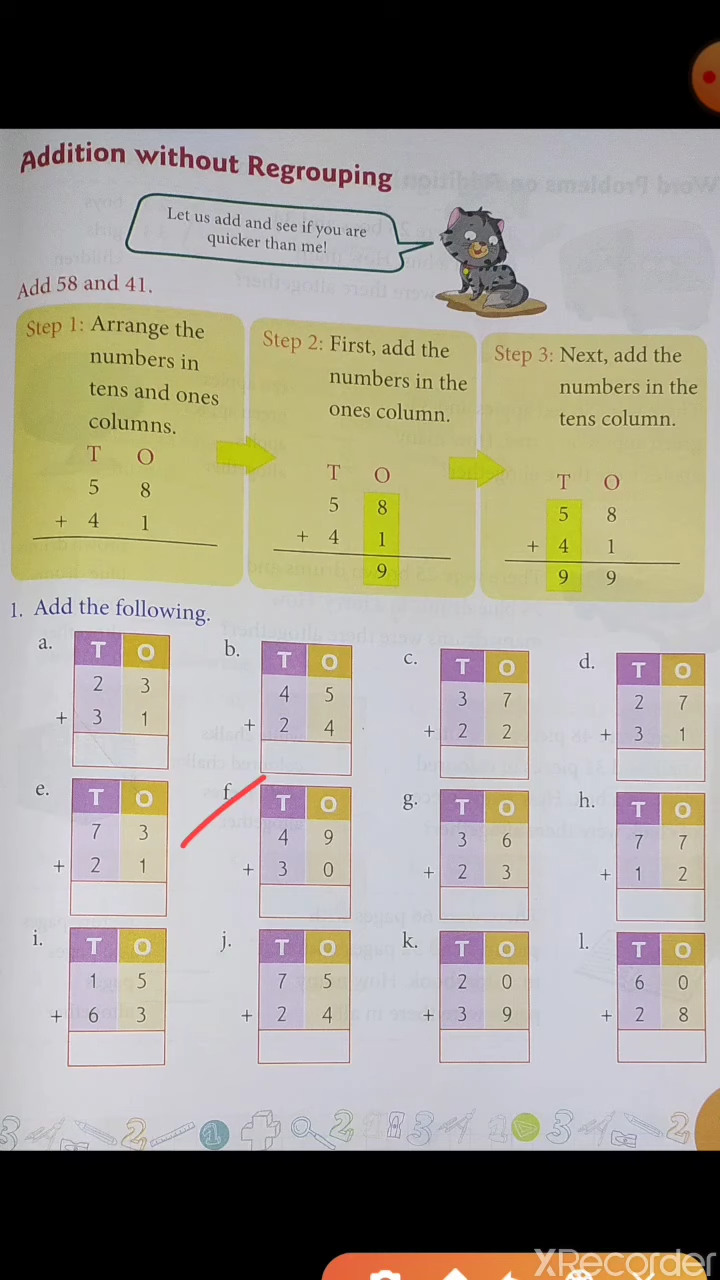 Addition without Regrouping
Let us add and see if you are
quicker than me!
Add 58 and 41.
Step 1: Arrange the
numbers in
tens and ones
columns.
T O
5 8
+ 4 1
Step 2: First, add the
numbers in the
ones column.
T O
5 8
+ 4 1
9
Step 3: Next, add the
numbers in the
tens column.
T O
5 8
+ 4 1
9 9
1. Add the following.
a. T O
2 3
+ 3 1
b. T O
4 5
+ 2 4
c. T O
3 7
+ 2 2
d. T O
2 7
+ 3 1
e. T O
7 3
+ 2 1
f. T O
4 9
+ 3 0
g. T O
3 6
+ 2 3
h. T O
7 7
+ 1 2
i. T O
1 5
+ 6 3
j. T O
7 5
+ 2 4
k. T O
2 0
+ 3 9
l. T O
6 0
+ 2 8
XRecorder